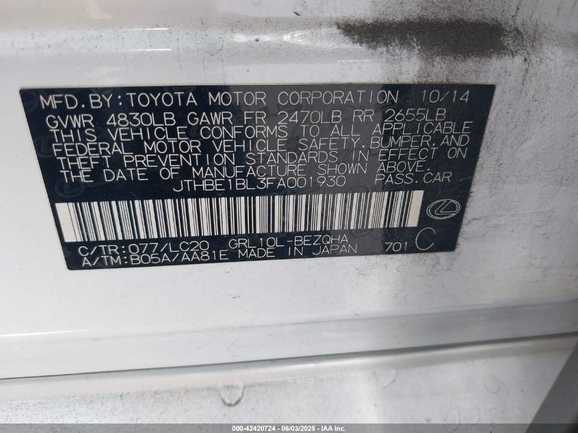 MFD.BY:TOYOTA MOTOR CORPORATION 10/14
GVWR 4830LB GAWR FR 2470LB RR 2655LB
THIS VEHICLE CONFORMS TO ALL APPLICABLE
FEDERAL MOTOR VEHICLE SAFETY,BUMPER,AND
THEFT PREVENTION STANDARDS IN EFFECT ON
THE DATE OF MANUFACTURE SHOWN ABOVE.
JTHBE1BL3FA001930 PASS.CAR
C/TR:077/LC20 GRL10L-BEZQHA
A/TM:B05A/AA81E MADE IN JAPAN 701 C
000-42420724 - 06/03/2025 - IAA Inc.